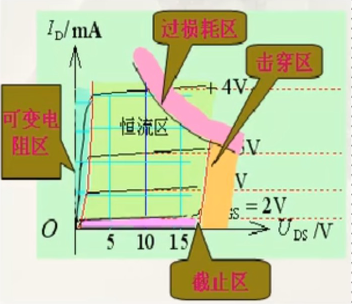 I_D/mA
过损耗区
击穿区
4V
可变电
阻区
恒流区
V
V
GS = 2V
O
5 10 15
U_DS /V
截止区